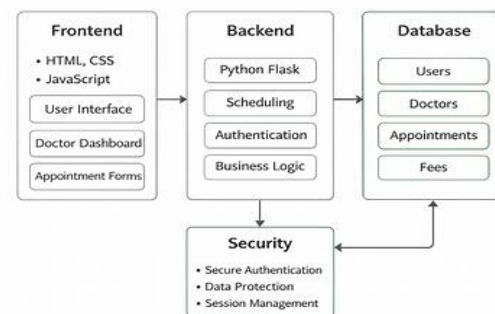 Frontend
• HTML, CSS
• JavaScript
User Interface
Doctor Dashboard
Appointment Forms
Backend
Python Flask
Scheduling
Authentication
Business Logic
Database
Users
Doctors
Appointments
Fees
Security
• Secure Authentication
• Data Protection
• Session Management